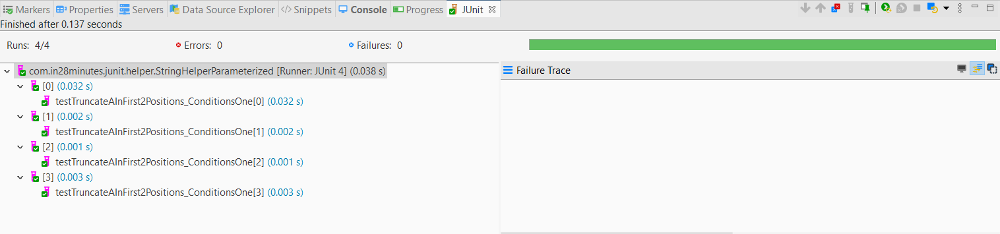 Markers Properties Servers Data Source Explorer Snippets Console Progress JUnit
Finished after 0.137 seconds
Runs: 4/4 Errors: 0 Failures: 0
com.in28minutes.junit.helper.StringHelperParameterized [Runner: JUnit 4] (0.038 s)
Failure Trace
[0] (0.032 s)
testTruncateAInFirst2Positions_ConditionsOne[0] (0.032 s)
[1] (0.002 s)
testTruncateAInFirst2Positions_ConditionsOne[1] (0.002 s)
[2] (0.001 s)
testTruncateAInFirst2Positions_ConditionsOne[2] (0.001 s)
[3] (0.003 s)
testTruncateAInFirst2Positions_ConditionsOne[3] (0.003 s)